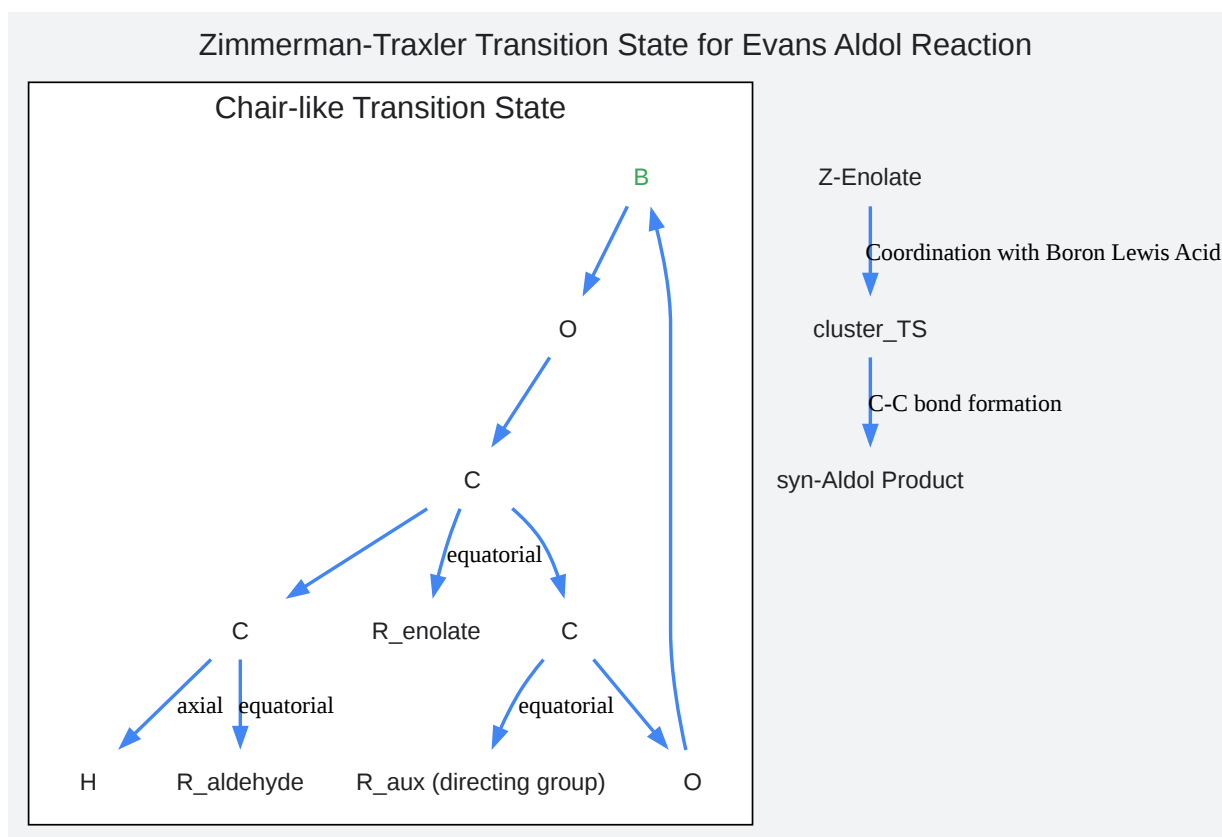 Zimmerman-Traxler Transition State for Evans Aldol Reaction
Chair-like Transition State
B
Z-Enolate
Coordination with Boron Lewis Acid
O
cluster_TS
C-C bond formation
C
syn-Aldol Product
equatorial
C
R_enolate
C
axial
equatorial
equatorial
H
R_aldehyde
R_aux (directing group)
O